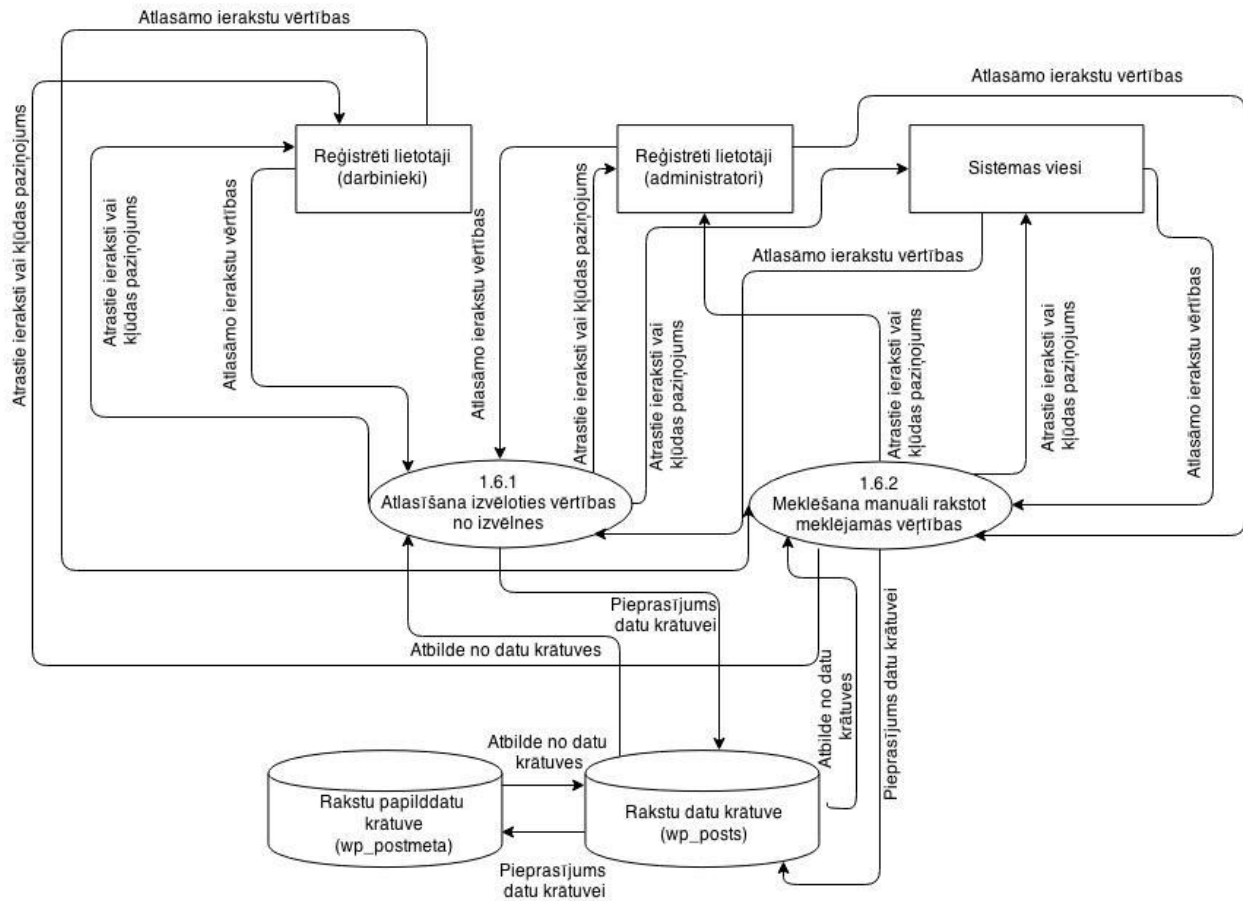 Atlasāmo ierakstu vērtības
Atlasāmo ierakstu vērtības
Reģistrēti lietotāji
(darbinieki)
Reģistrēti lietotāji
(administratori)
Sistēmas viesi
Atrastie ieraksti vai kļūdas paziņojums
Atrastie ieraksti vai
kļūdas paziņojums
Atlasāmo ierakstu vērtības
Atlasāmo ierakstu vērtības
Atrastie ieraksti vai kļūdas paziņojums
Atrastie ieraksti vai
kļūdas paziņojums
Atlasāmo ierakstu vērtības
Atrastie ieraksti vai
kļūdas paziņojums
Atrastie ieraksti vai
kļūdas paziņojums
Atlasāmo ierakstu vērtības
1.6.1
Atlasīšana izvēloties vērtības
no izvēlnes
1.6.2
Meklēšana manuāli rakstot
meklējamās vērtības
Pieprasījums
datu krātuvei
Atbilde no datu krātuves
Atbilde no datu
krātuves
Pieprasījums datu krātuvei
Atbilde no datu
krātuves
Rakstu papilddatu
krātuve
(wp_postmeta)
Rakstu datu krātuve
(wp_posts)
Pieprasījums
datu krātuvei